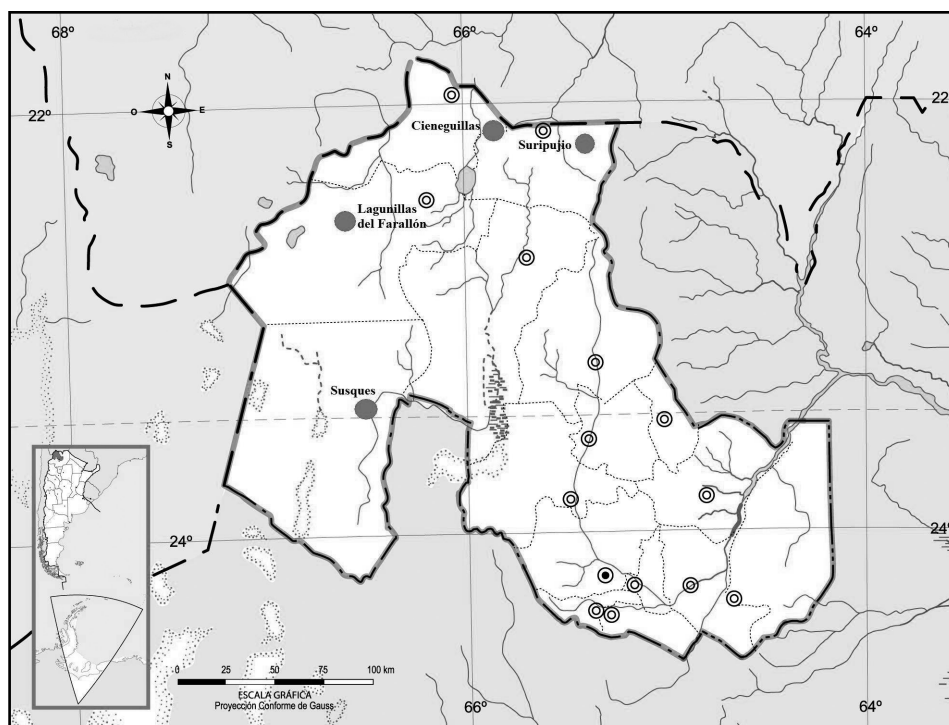 68º
66º
64º
N
O
E
S
22º
22
Cieneguillas
Suripujio
Lagunillas
del Farallón
Susques
24º
24º
0
25
50
75
100 km
ESCALA GRÁFICA
Proyección Conforme de Gauss
66º
64º